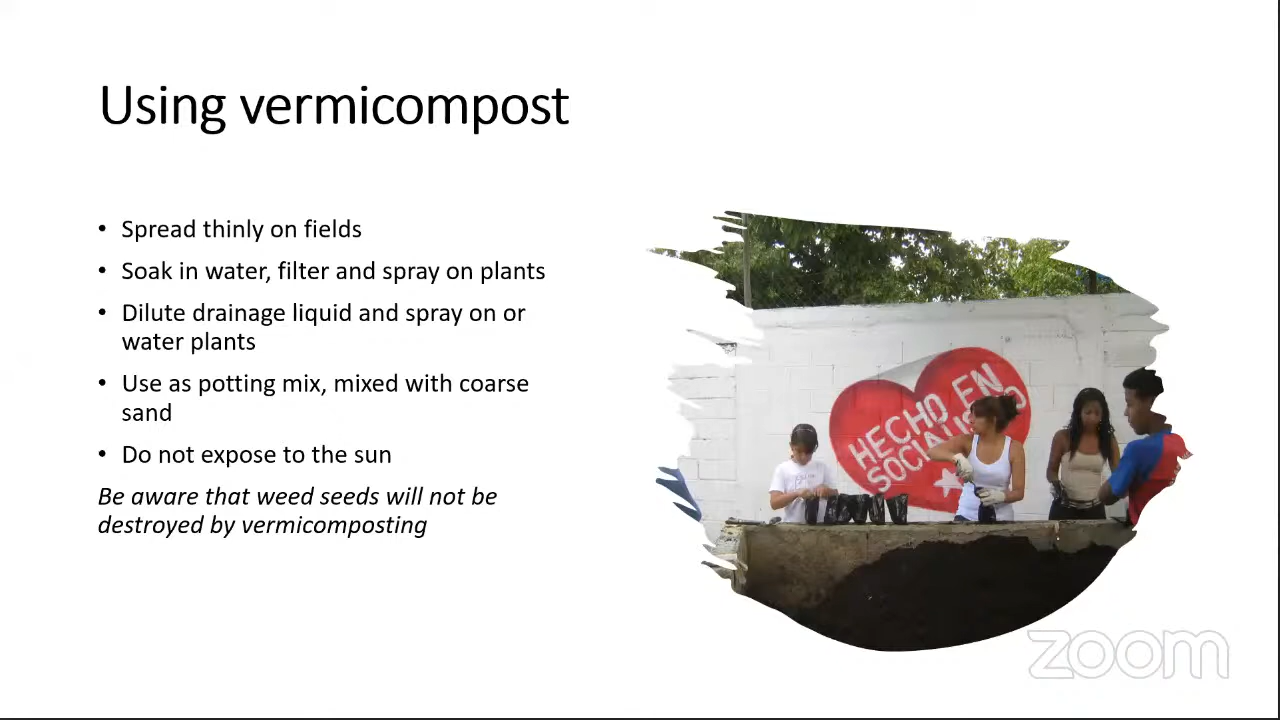 Using vermicompost
• Spread thinly on fields
• Soak in water, filter and spray on plants
• Dilute drainage liquid and spray on or
water plants
• Use as potting mix, mixed with coarse
sand
• Do not expose to the sun
Be aware that weed seeds will not be
destroyed by vermicomposting
HECHO EN
zoom